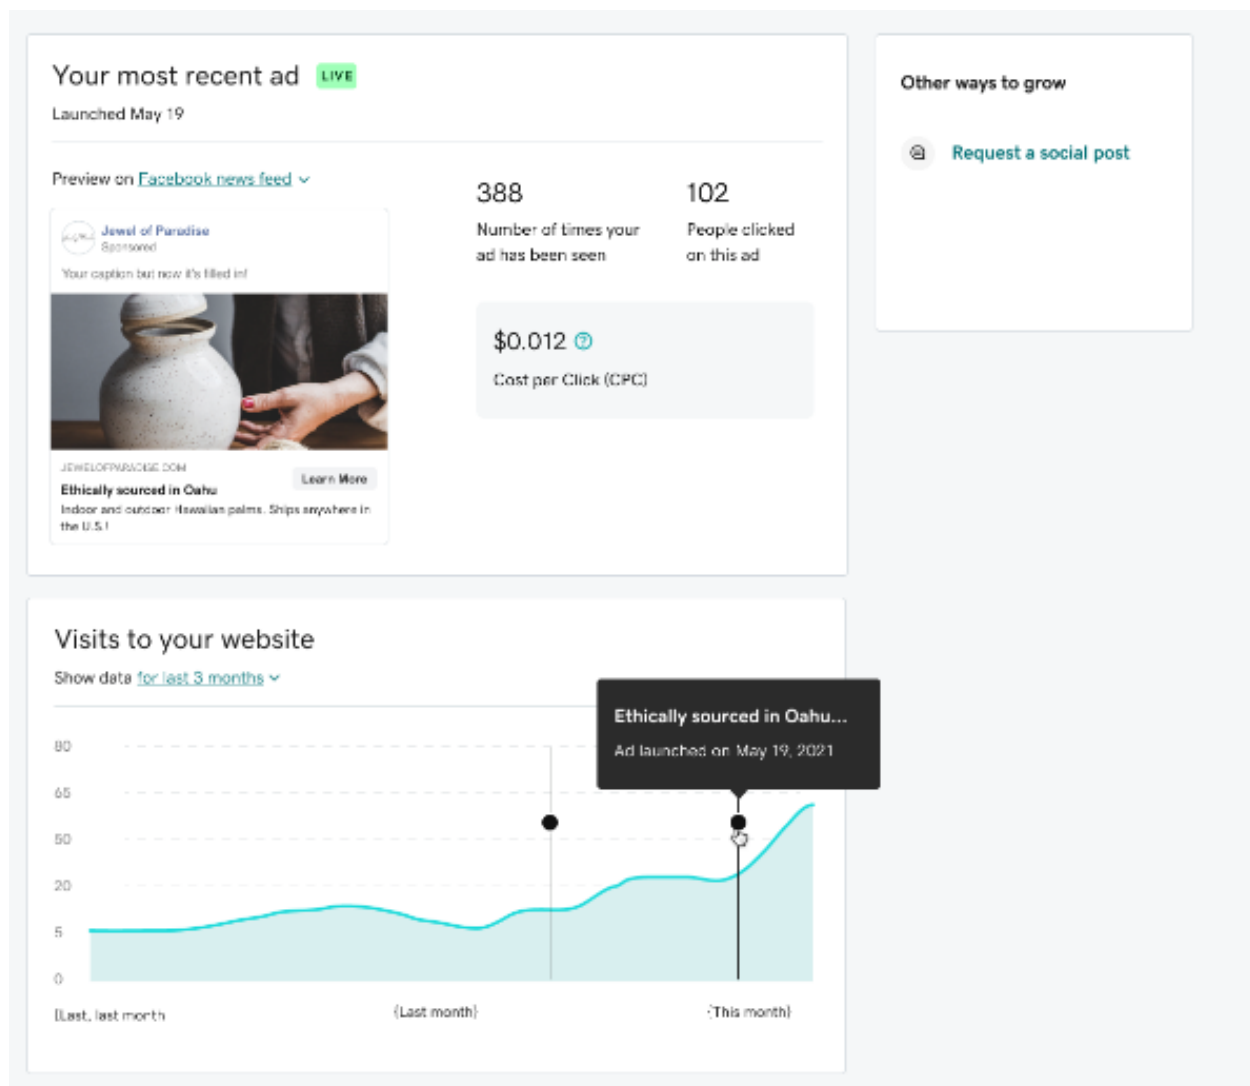 Your most recent ad LIVE
Launched May 19
Preview on Facebook news feed
Jewel of Paradise
Sponsored
Your caption but now it's filled in!
JEWELOFPARADISE.COM
Ethically sourced in Oahu
Learn More
Indoor and outdoor Hawaiian palms. Ships anywhere in
the U.S.!
388
Number of times your
ad has been seen
102
People clicked
on this ad
$0.012 ?
Cost per Click (CPC)
Other ways to grow
Request a social post
Visits to your website
Show data for last 3 months
Ethically sourced in Oahu...
Ad launched on May 19, 2021
80
65
50
20
5
0
{Last, last month
{Last month}
{This month}